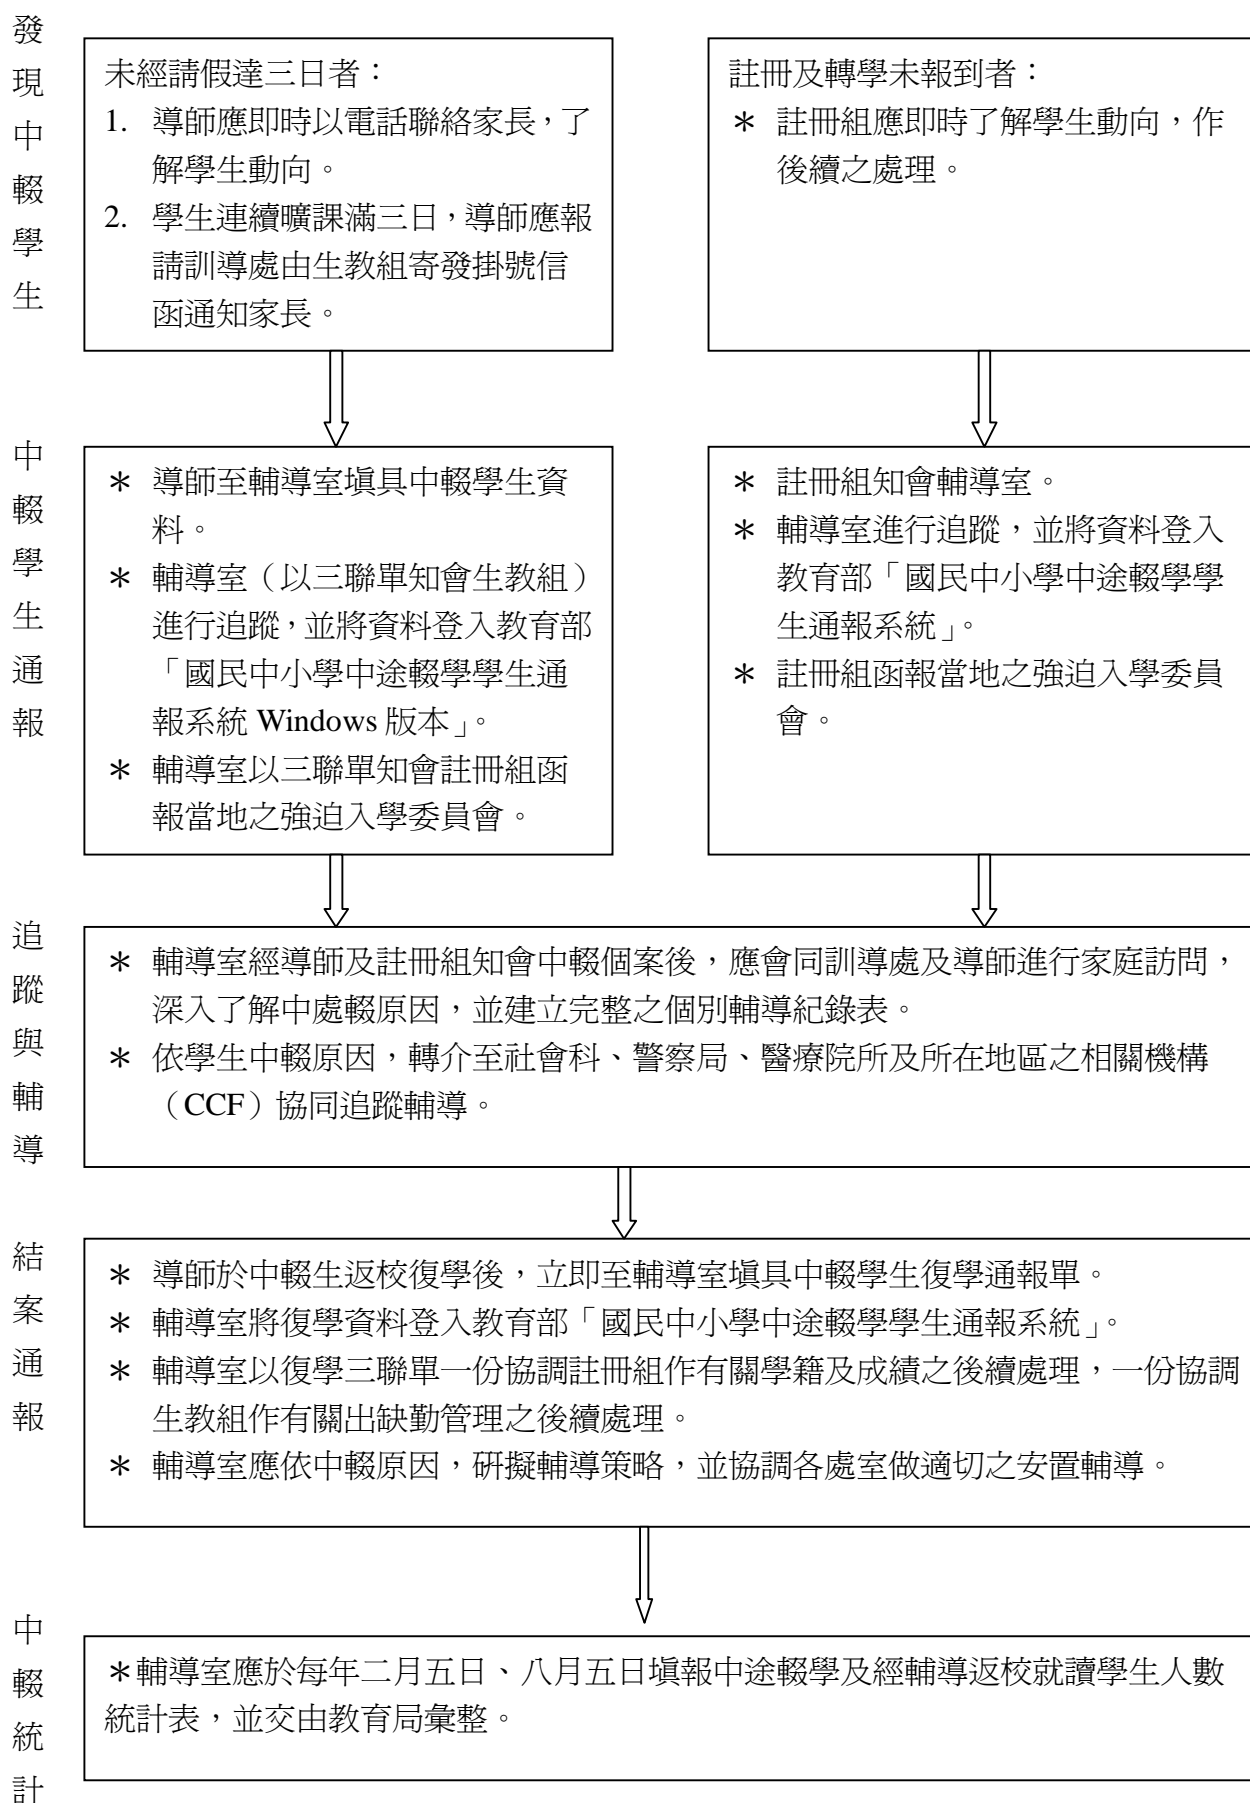 發現中輟學生
未經請假達三日者：
1. 導師應即時以電話聯絡家長，了
解學生動向。
2. 學生連續曠課滿三日，導師應報
請訓導處由生教組寄發掛號信
函通知家長。
註冊及轉學未報到者：
＊ 註冊組應即時了解學生動向，作
後續之處理。
中輟學生通報
＊ 導師至輔導室填具中輟學生資
料。
＊ 輔導室（以三聯單知會生教組）
進行追蹤，並將資料登入教育部
「國民中小學中途輟學學生通
報系統 Windows 版本」。
＊ 輔導室以三聯單知會註冊組函
報當地之強迫入學委員會。
＊ 註冊組知會輔導室。
＊ 輔導室進行追蹤，並將資料登入
教育部「國民中小學中途輟學學
生通報系統」。
＊ 註冊組函報當地之強迫入學委員
會。
追蹤與輔導
＊ 輔導室經導師及註冊組知會中輟個案後，應會同訓導處及導師進行家庭訪問，
深入了解中處輟原因，並建立完整之個別輔導紀錄表。
＊ 依學生中輟原因，轉介至社會科、警察局、醫療院所及所在地區之相關機構
（CCF）協同追蹤輔導。
結案通報
＊ 導師於中輟生返校復學後，立即至輔導室填具中輟學生復學通報單。
＊ 輔導室將復學資料登入教育部「國民中小學中途輟學學生通報系統」。
＊ 輔導室以復學三聯單一份協調註冊組作有關學籍及成績之後續處理，一份協調
生教組作有關出缺勤管理之後續處理。
＊ 輔導室應依中輟原因，研擬輔導策略，並協調各處室做適切之安置輔導。
中輟統計
＊輔導室應於每年二月五日、八月五日填報中途輟學及經輔導返校就讀學生人數
統計表，並交由教育局彙整。